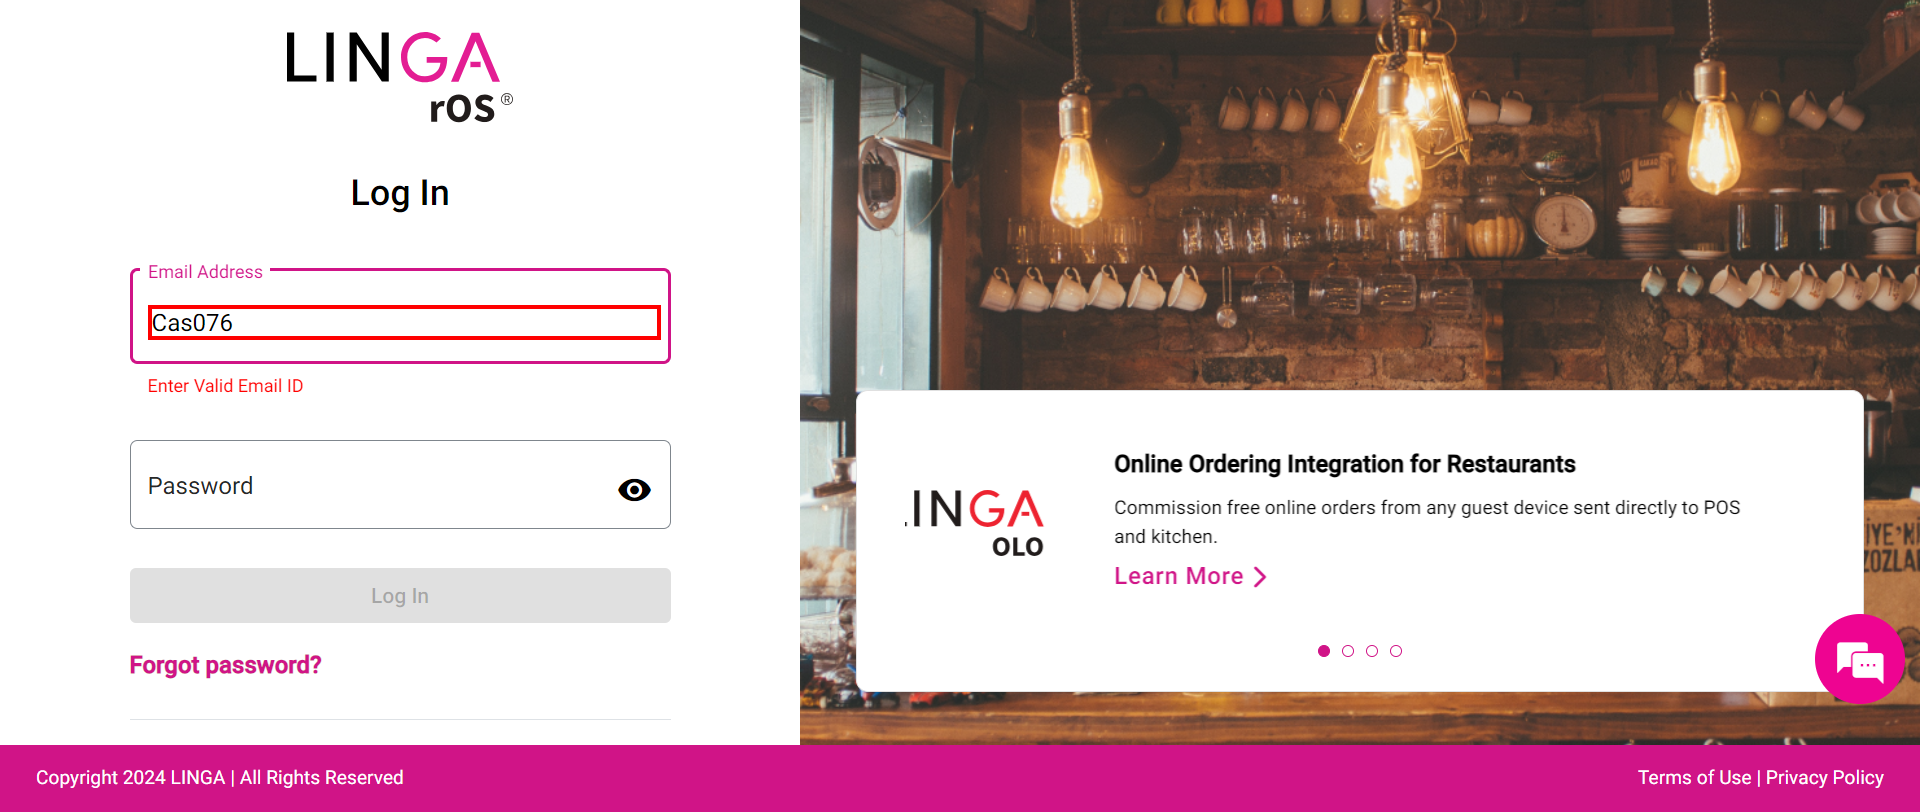 LINGA
rOS ®
Log In
Email Address
Cas076
Enter Valid Email ID
Password
Log In
Forgot password?
Online Ordering Integration for Restaurants
Commission free online orders from any guest device sent directly to POS
and kitchen.
Learn More
.INGA
OLO
Copyright 2024 LINGA | All Rights Reserved
Terms of Use | Privacy Policy